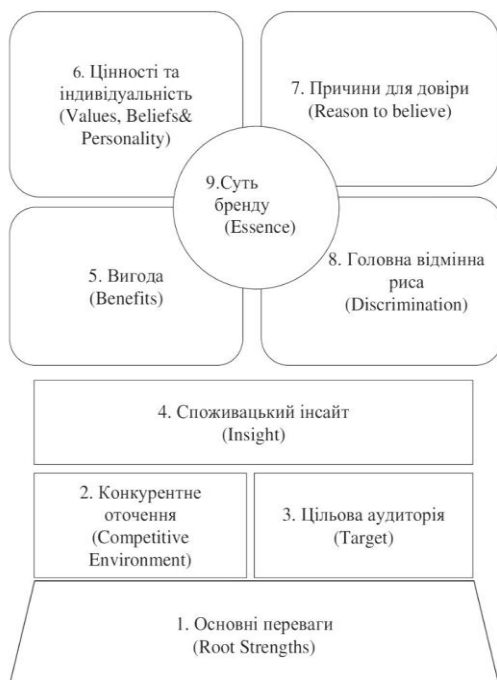 6. Цінності та
індивідуальність
(Values, Beliefs&
Personality)
7. Причини для довіри
(Reason to believe)
9.Суть
бренду
(Essence)
5. Вигода
(Benefits)
8. Головна відмінна
риса
(Discrimination)
4. Споживацький інсайт
(Insight)
2. Конкурентне
оточення
(Competitive
Environment)
3. Цільова аудиторія
(Target)
1. Основні переваги
(Root Strengths)